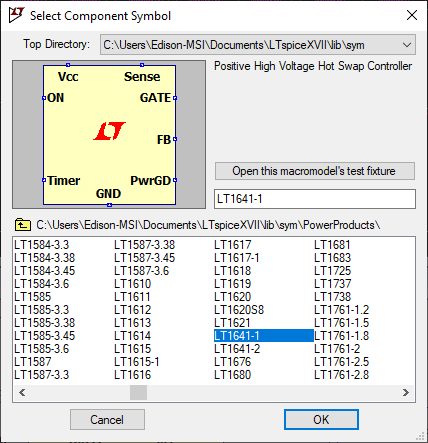 Select Component Symbol
Top Directory: C:\Users\Edison-MSI\Documents\LTspiceXVII\lib\sym
Vcc Sense
ON GATE
FB
Timer PwrGD
GND
Positive High Voltage Hot Swap Controller
Open this macromodel's test fixture
LT1641-1
C:\Users\Edison-MSI\Documents\LTspiceXVII\lib\sym\PowerProducts\
LT1584-3.3 LT1587-3.38 LT1617 LT1681
LT1584-3.38 LT1587-3.45 LT1617-1 LT1683
LT1584-3.45 LT1587-3.6 LT1618 LT1725
LT1584-3.6 LT1610 LT1619 LT1737
LT1585 LT1611 LT1620 LT1738
LT1585-3.3 LT1612 LT1620S8 LT1761-1.2
LT1585-3.38 LT1613 LT1621 LT1761-1.5
LT1585-3.45 LT1614 LT1641-1 LT1761-1.8
LT1585-3.6 LT1615 LT1641-2 LT1761-2
LT1587 LT1615-1 LT1676 LT1761-2.5
LT1587-3.3 LT1616 LT1680 LT1761-2.8
Cancel OK